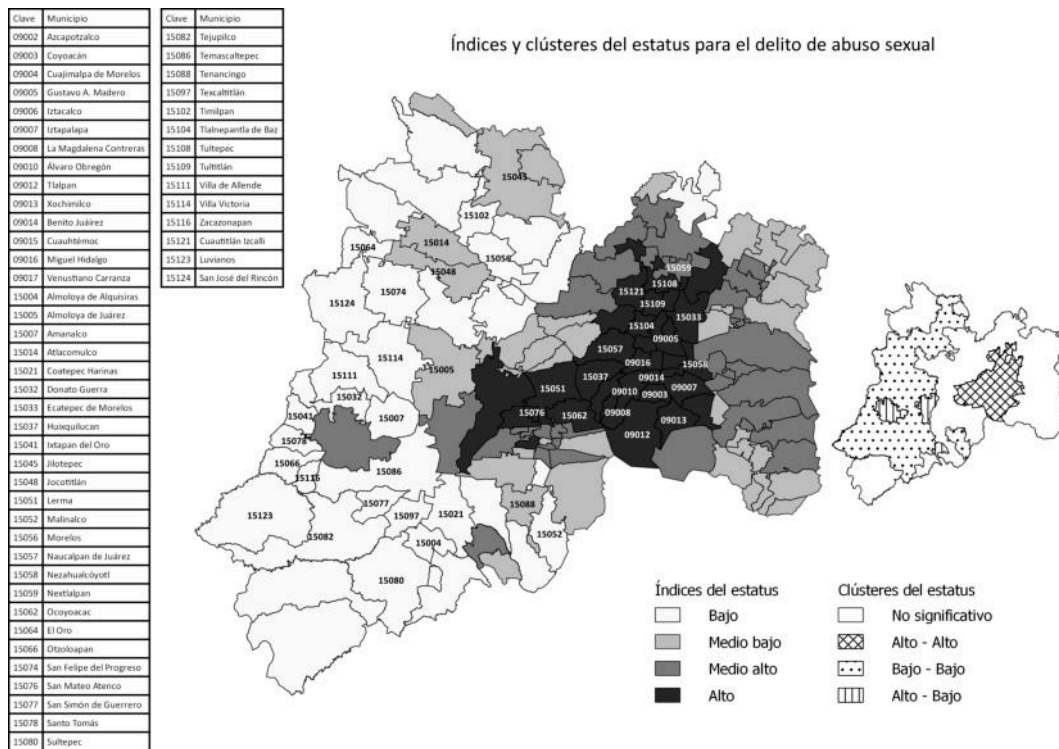 Clave Municipio
09002 Azcapotzalco
09003 Coyoacán
09004 Cuajimalpa de Morelos
09005 Gustavo A. Madero
09006 Iztacalco
09007 Iztapalapa
09008 La Magdalena Contreras
09010 Álvaro Obregón
09012 Tlalpan
09013 Xochimilco
09014 Benito Juáirez
09015 Cuauhtémoc
09016 Miguel Hidalgo
09017 Venustiano Carranza
15004 Almoloya de Alquisiras
15005 Almoloya de Juárez
15007 Amanalco
15014 Atlacomulco
15021 Coatepec Harinas
15032 Donato Guerra
15033 Ecatepec de Morelos
15037 Huixquilucan
15041 Ixtapan del Oro
15045 Jilotepec
15048 Jocotitlán
15051 Lerma
15052 Malinalco
15056 Morelos
15057 Naucalpan de Juárez
15058 Nezahualcóyotl
15059 Nextlalpan
15062 Ocoyoacac
15064 El Oro
15066 Otzoloapan
15074 San Felipe del Progreso
15076 San Mateo Atenco
15077 San Simón de Guerrero
15078 Santo Tomás
15080 Sultepec
Clave Municipio
15082 Tejupilco
15086 Temascaltepec
15088 Tenancingo
15097 Texcaltitlán
15102 Timilpan
15104 Tlalnepantla de Baz
15108 Tultepec
15109 Tultitlán
15111 Villa de Allende
15114 Villa Victoria
15116 Zacazonapan
15121 Cuautitlán Izcalli
15123 Luvianos
15124 San José del Rincón
Índices y clústeres del estatus para el delito de abuso sexual
15045
15102
15064
15014
15056
15048
15059
15124
15074
15121
15108
15109
15033
15104
09005
15057
15114
09016
15058
15111
15005
15037
09014
15032
15051
09010
09003
09007
15041
15007
15076
15062
09008
09013
15078
09012
15066
15086
15116
15077
15088
15123
15097
15021
15082
15004
15052
15080
Índices del estatus
Bajo
Medio bajo
Medio alto
Alto
Clústeres del estatus
No significativo
Alto - Alto
Bajo - Bajo
Alto - Bajo